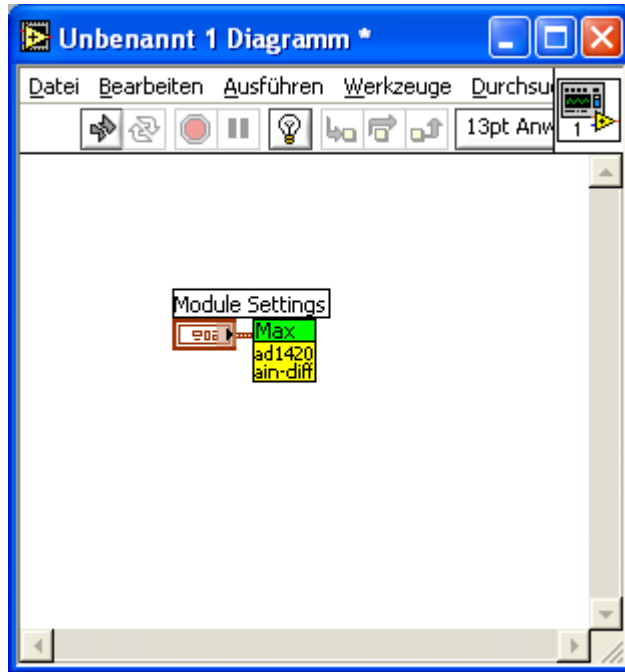 Unbenannt 1 Diagramm *
Datei Bearbeiten Ausführen Werkzeuge Durchsu
13pt Anw
1
Module Settings
Max
ad1420
ain-diff